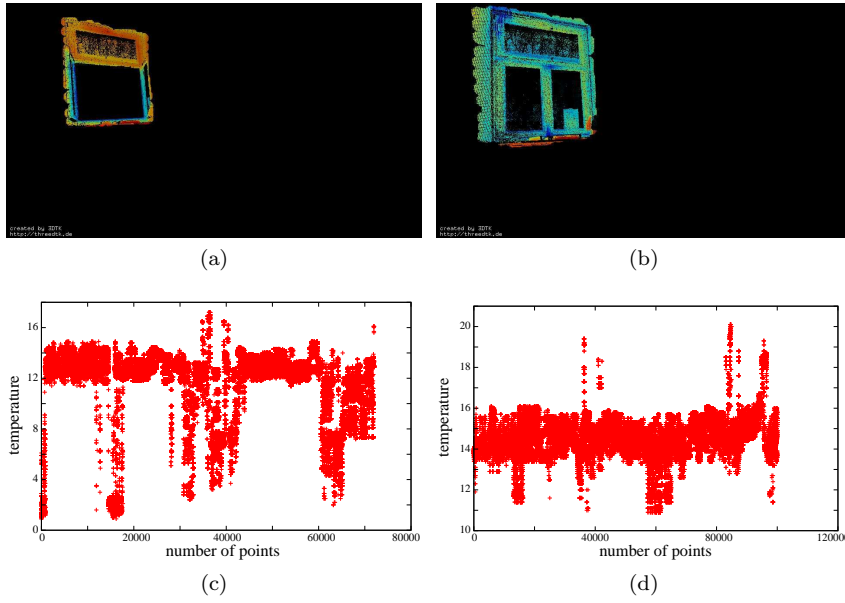 created by 3DTK
http://threedtk.de
created by 3DTK
http://threedtk.de
(a)
(b)
temperature
16
12
8
4
0
0
20000
40000
60000
80000
number of points
temperature
20
18
16
14
12
10
0
40000
80000
12000
number of points
(c)
(d)